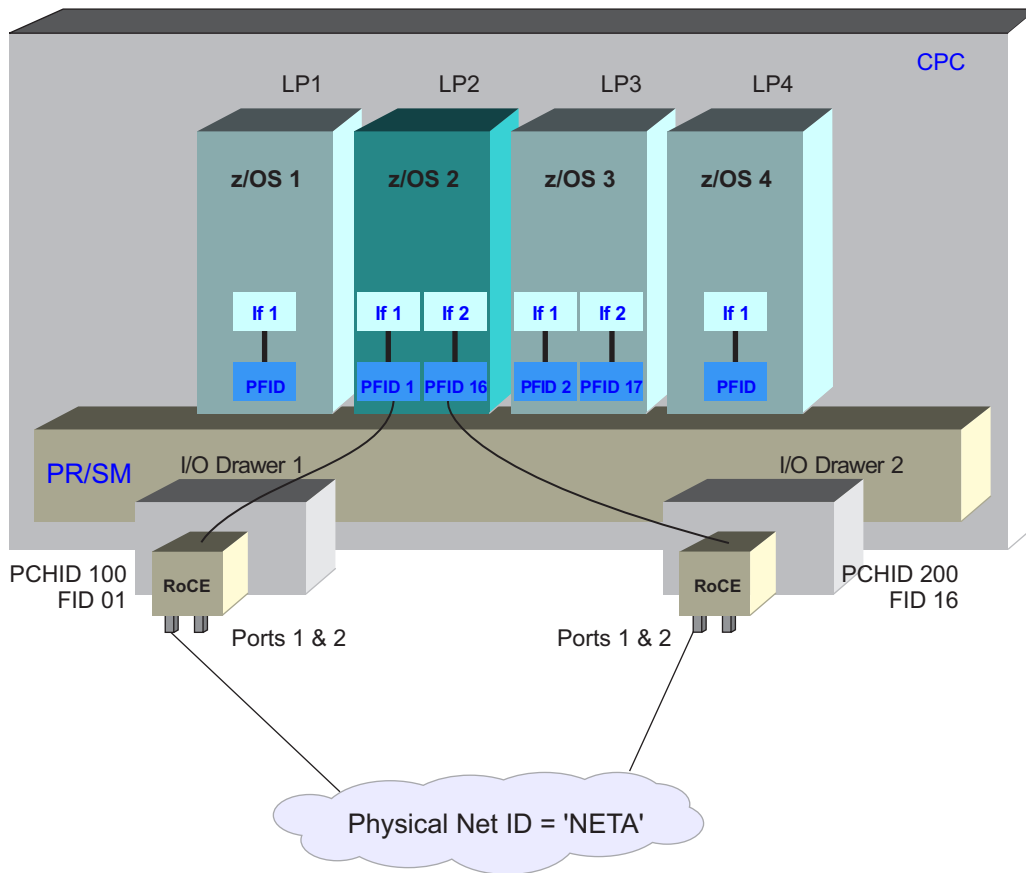 CPC
LP1
LP2
LP3
LP4
z/OS 1
z/OS 2
z/OS 3
z/OS 4
If 1
If 1
If 2
If 1
If 2
If 1
PFID
PFID 1
PFID 16
PFID 2
PFID 17
PFID
PR/SM
I/O Drawer 1
I/O Drawer 2
PCHID 100
FID 01
RoCE
RoCE
PCHID 200
FID 16
Ports 1 & 2
Ports 1 & 2
Physical Net ID = 'NETA'